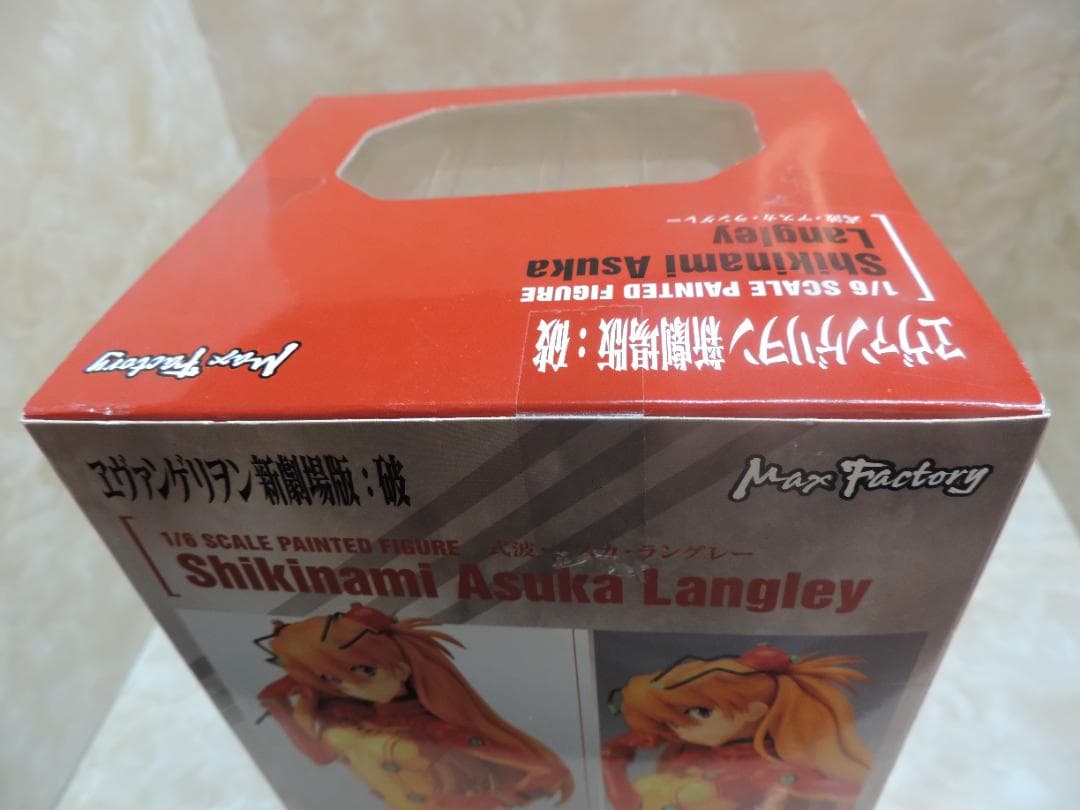 式波・アスカ・ラングレー
Langley
Shikinami Asuka
1/6 SCALE PAINTED FIGURE
ヱヴァンゲリヲン新劇場版:破
Max Factory
ヱヴァンゲリヲン新劇場版:破
Max Factory
1/6 SCALE PAINTED FIGURE 式波・アスカ・ラングレー
Shikinami Asuka Langley